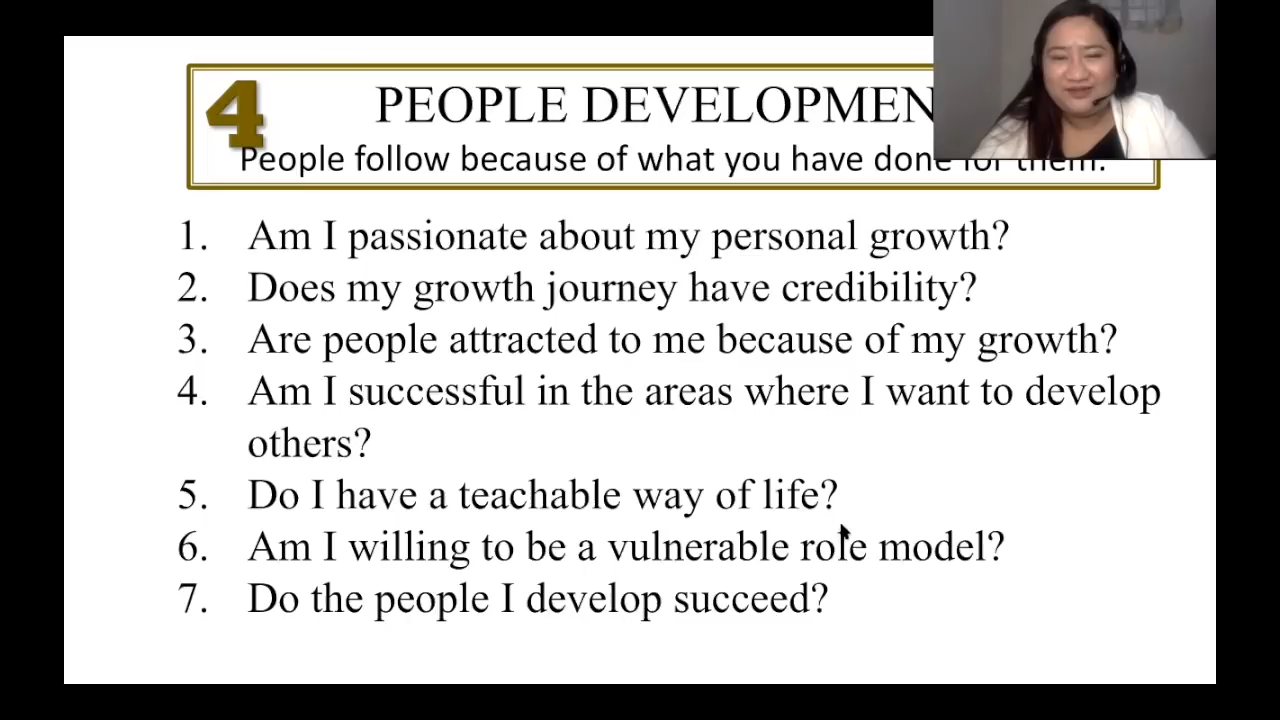 4
PEOPLE DEVELOPMEN
People follow because of what you have done for them.
1. Am I passionate about my personal growth?
2. Does my growth journey have credibility?
3. Are people attracted to me because of my growth?
4. Am I successful in the areas where I want to develop
others?
5. Do I have a teachable way of life?
6. Am I willing to be a vulnerable role model?
7. Do the people I develop succeed?